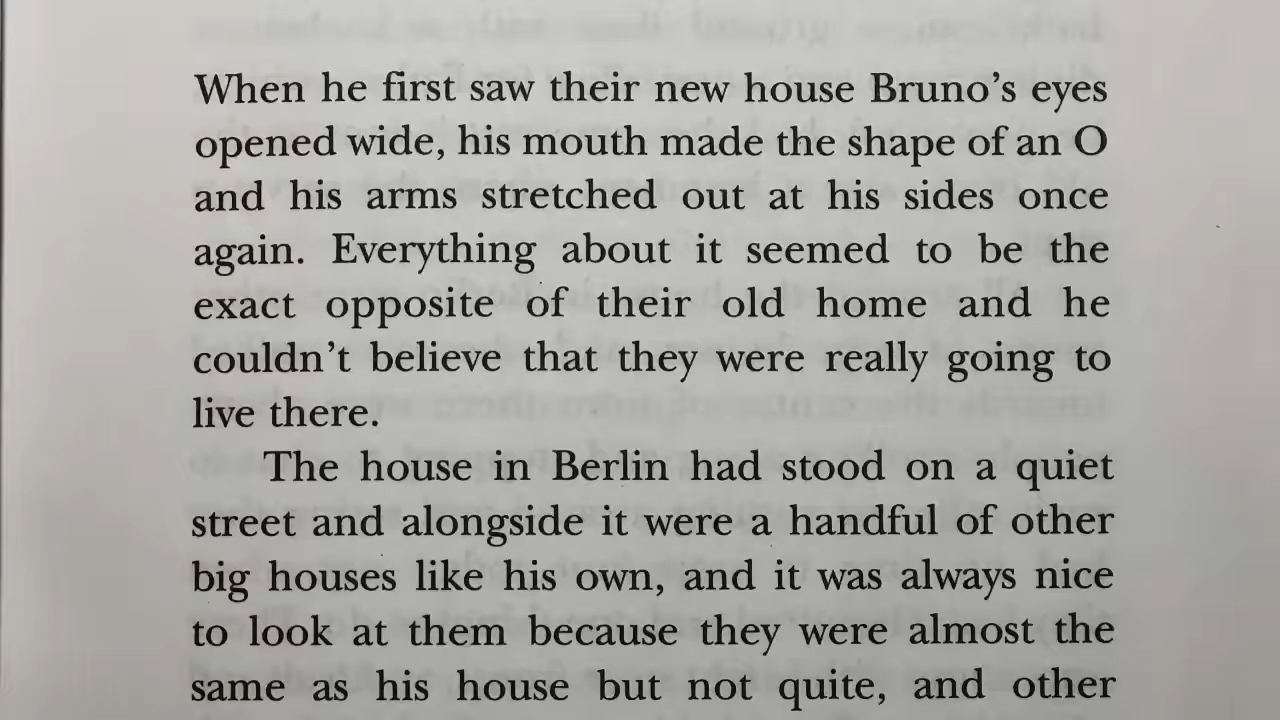 When he first saw their new house Bruno’s eyes
opened wide, his mouth made the shape of an O
and his arms stretched out at his sides once
again. Everything about it seemed to be the
exact opposite of their old home and he
couldn’t believe that they were really going to
live there.
The house in Berlin had stood on a quiet
street and alongside it were a handful of other
big houses like his own, and it was always nice
to look at them because they were almost the
same as his house but not quite, and other